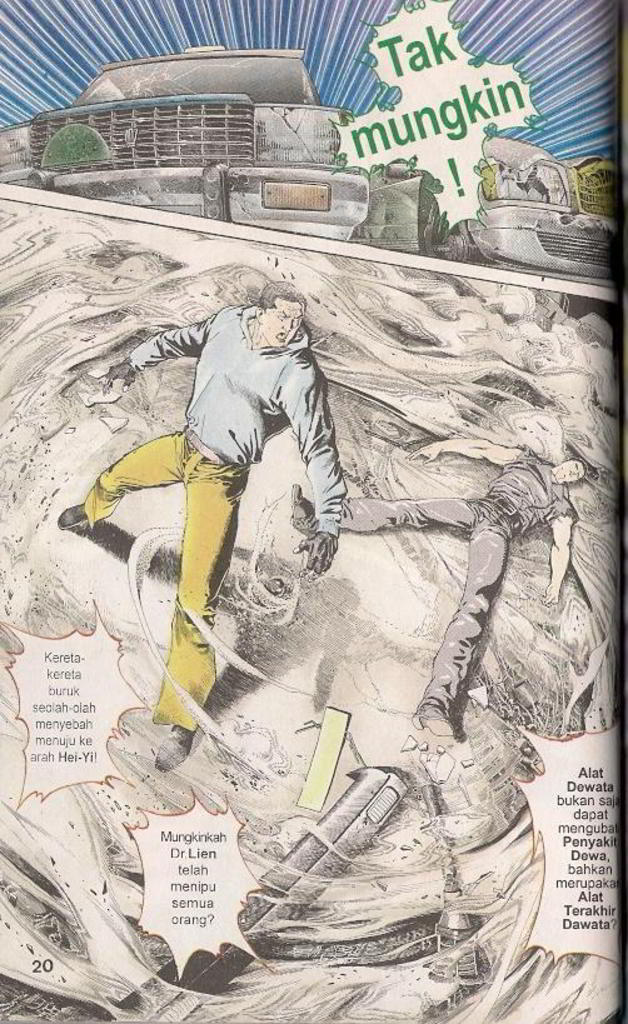 Tak
mungkin
!
Kereta-
kereta
buruk
seolah-olah
menyebah
menuju ke
arah Hei-Yi!
Mungkinkah
Dr.Lien
telah
menipu
semua
orang?
Alat
Dewata
bukan saja
dapat
mengubat
Penyakit
Dewa,
bahkan
merupakan
Alat
Terakhir
Dawata?
20